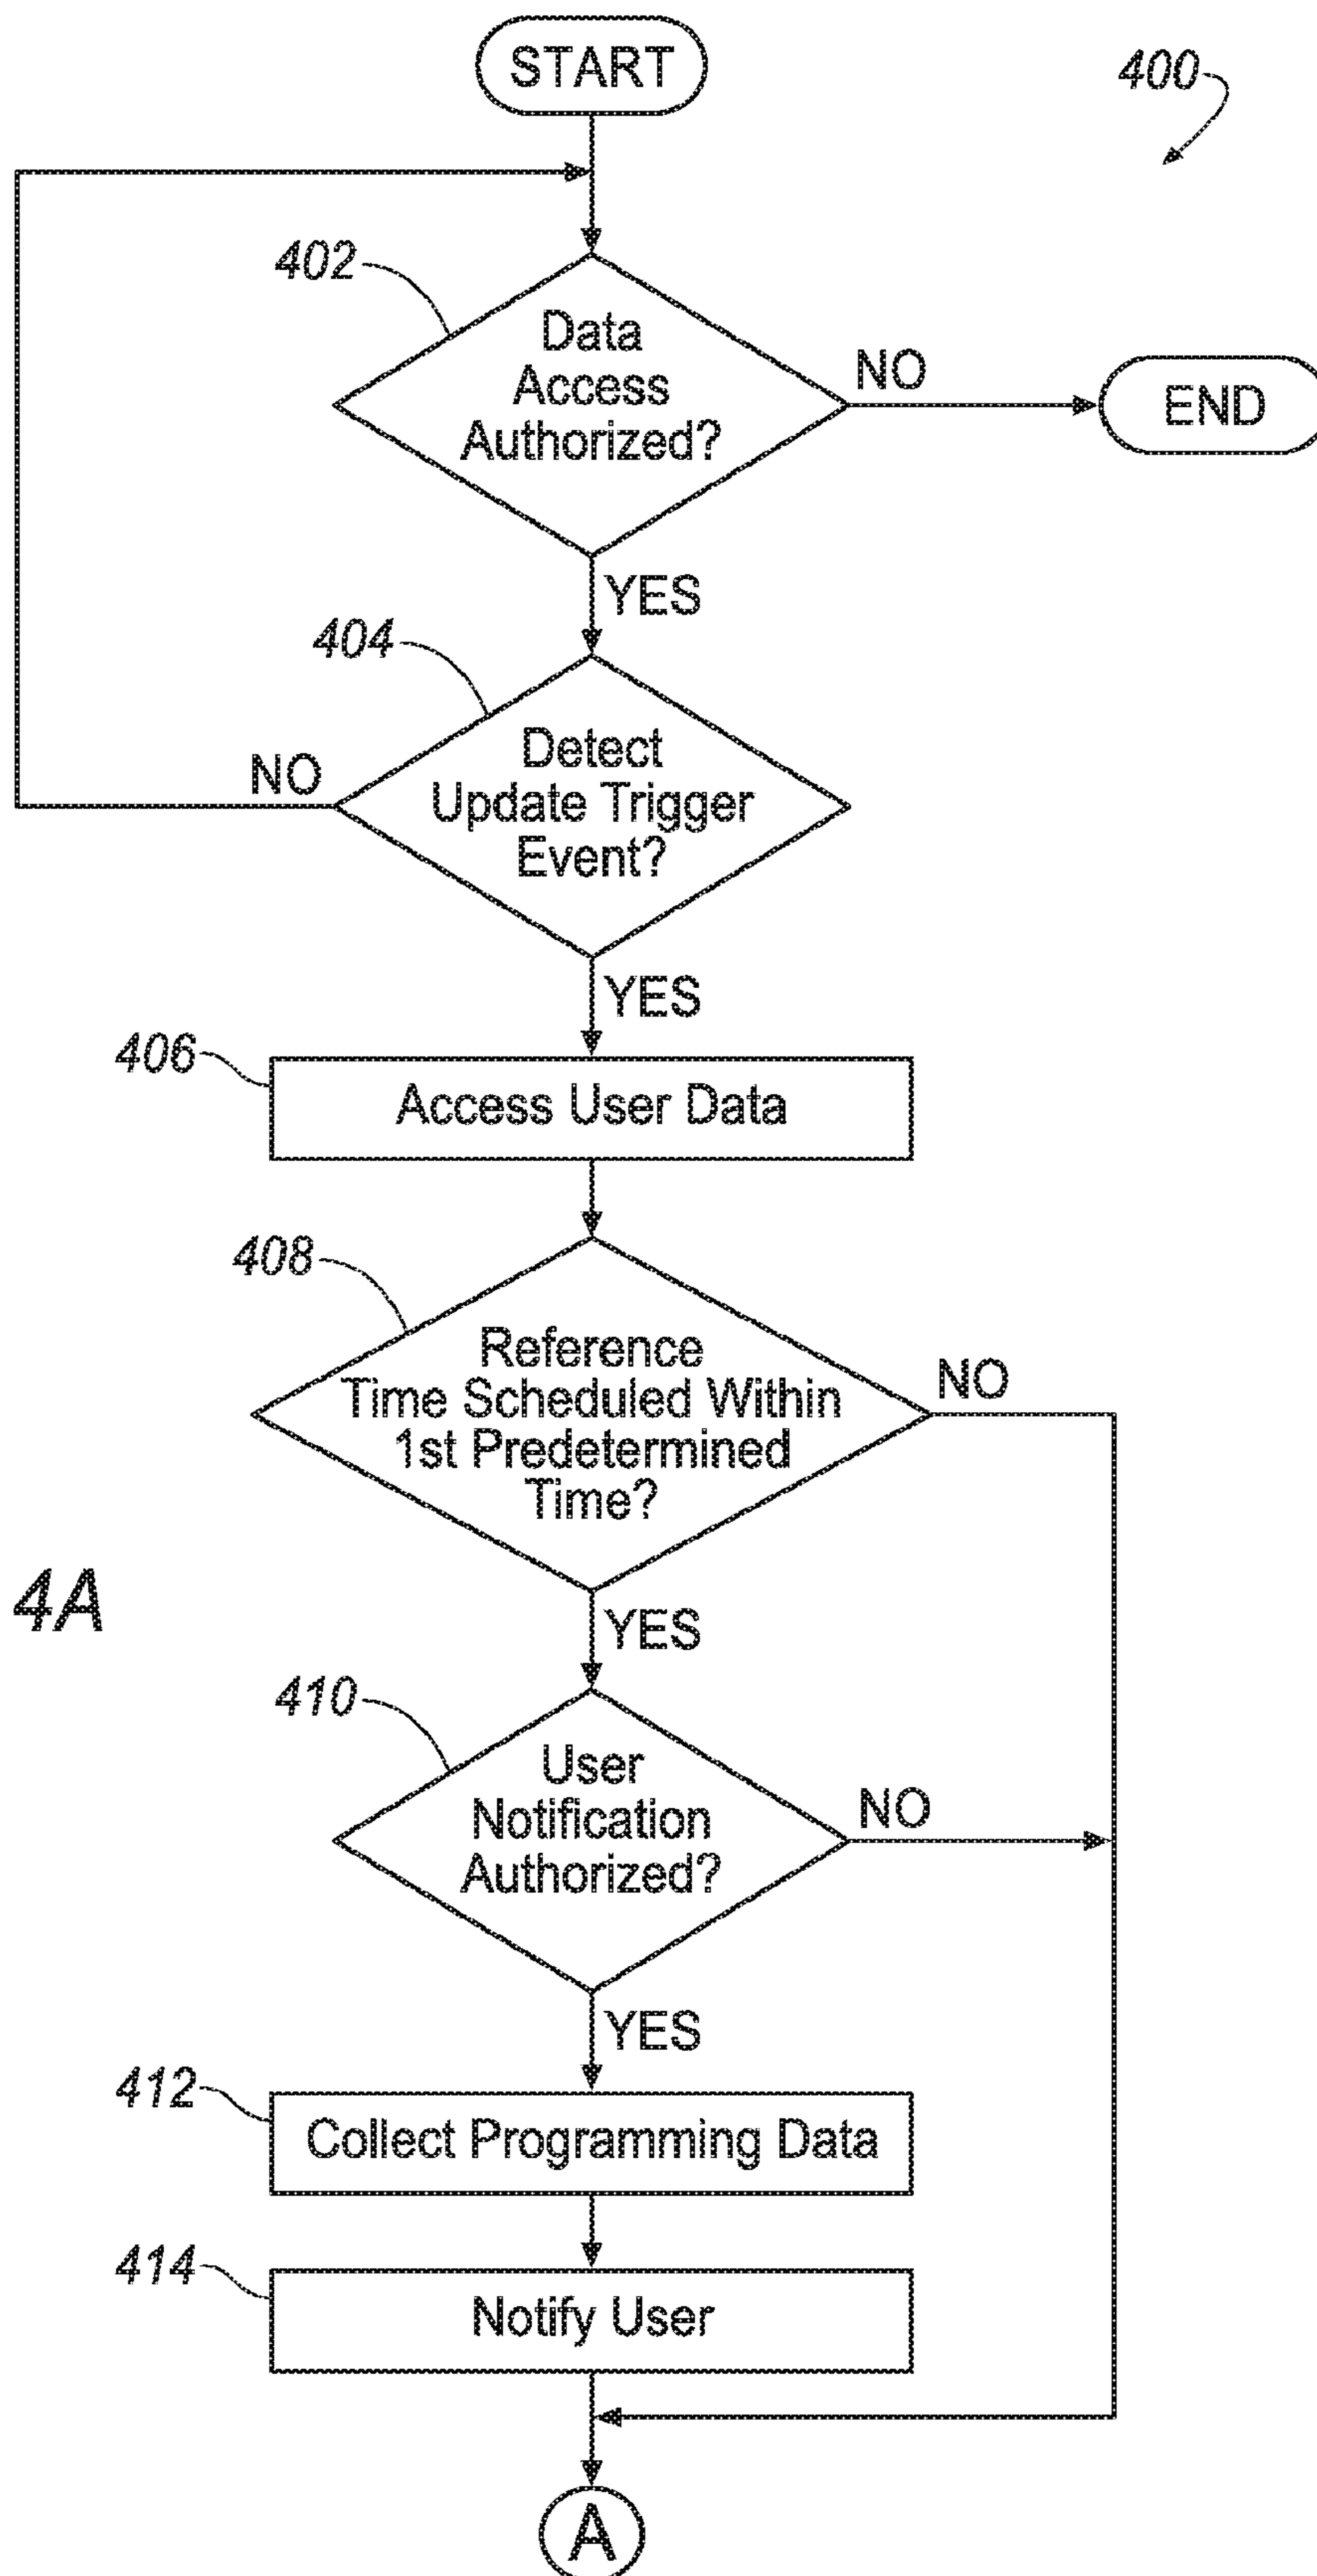 START
400
402
Data
Access
Authorized?
NO
END
YES
404
Detect
Update Trigger
Event?
NO
YES
406
Access User Data
408
Reference
Time Scheduled Within
1st Predetermined
Time?
NO
4A
YES
410
User
Notification
Authorized?
NO
YES
412
Collect Programming Data
414
Notify User
A